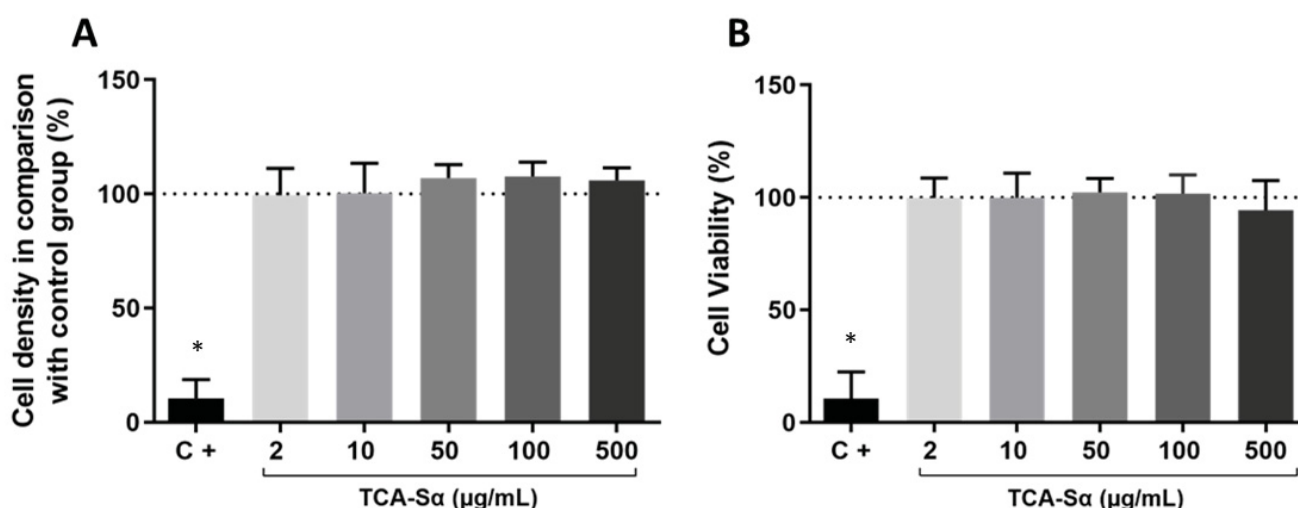 A
Cell density in comparison
with control group (%)
150
100
50
0
*
C + 2 10 50 100 500
TCA-Sα (µg/mL)
B
Cell Viability (%)
150
100
50
0
*
C + 2 10 50 100 500
TCA-Sα (µg/mL)